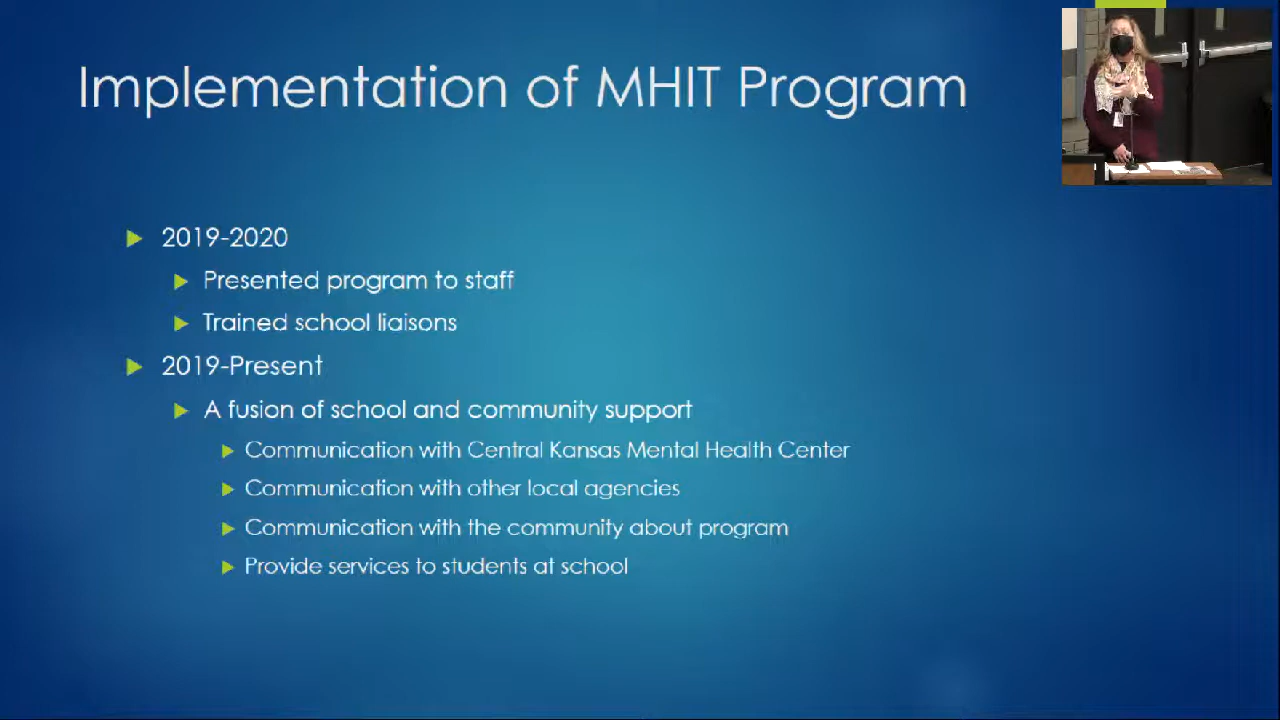 Implementation of MHIT Program
2019-2020
Presented program to staff
Trained school liaisons
2019-Present
A fusion of school and community support
Communication with Central Kansas Mental Health Center
Communication with other local agencies
Communication with the community about program
Provide services to students at school